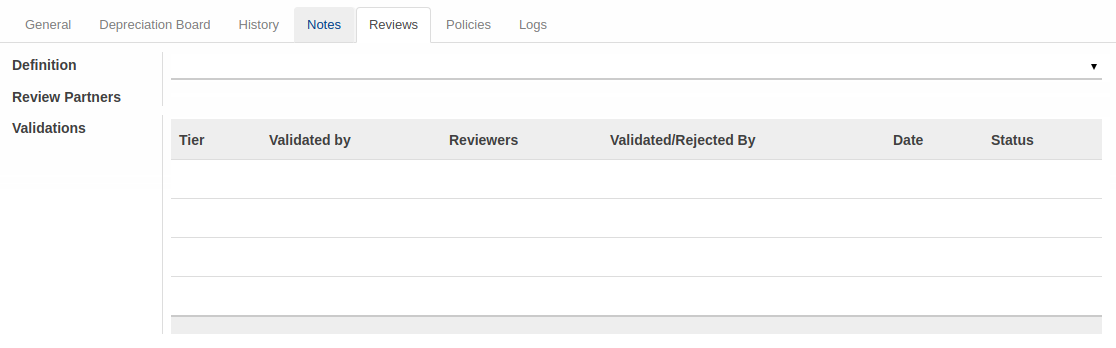 General Depreciation Board History Notes Reviews Policies Logs
Definition
Review Partners
Validations
Tier Validated by Reviewers Validated/Rejected By Date Status